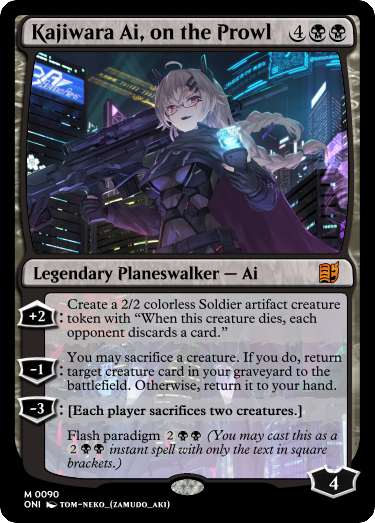 Kajiwara Ai, on the Prowl 4
Legendary Planeswalker — Ai
+2: Create a 2/2 colorless Soldier artifact creature
token with “When this creature dies, each
opponent discards a card.”
-1: You may sacrifice a creature. If you do, return
target creature card in your graveyard to the
battlefield. Otherwise, return it to your hand.
-3: [Each player sacrifices two creatures.]
Flash paradigm 2 (You may cast this as a
2 instant spell with only the text in square
brackets.)
4
M 0090
ONI TOM-NEKO_(ZAMUDO_AKI)